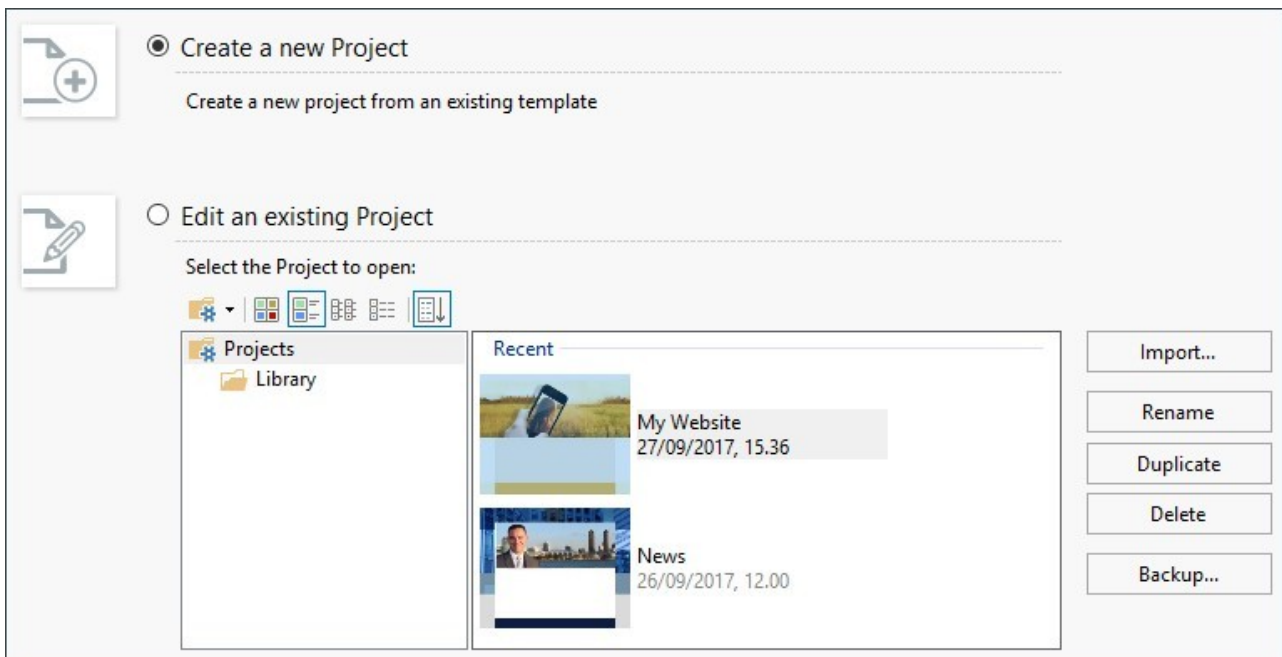 Create a new Project
Create a new project from an existing template
Edit an existing Project
Select the Project to open:
Projects
Library
Recent
My Website
27/09/2017, 15.36
News
26/09/2017, 12.00
Import...
Rename
Duplicate
Delete
Backup...